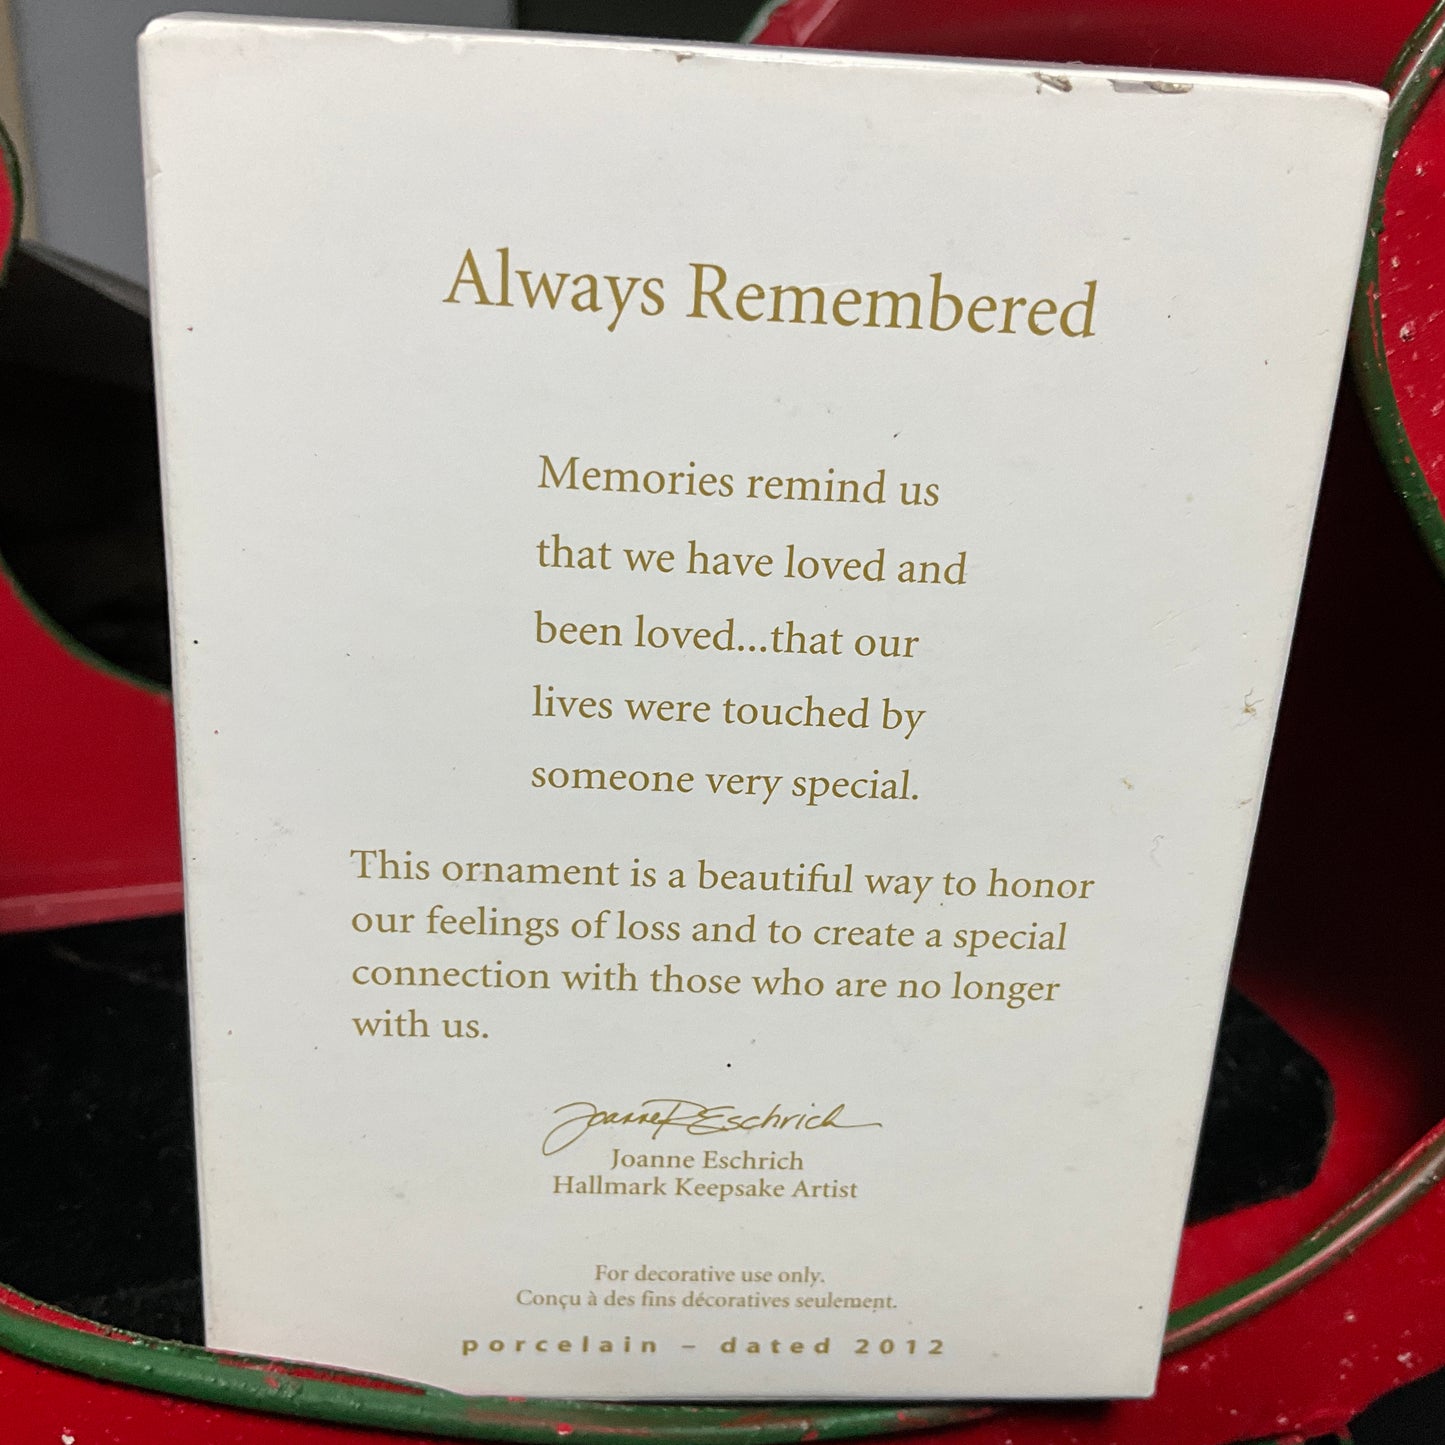 Always Remembered
Memories remind us
that we have loved and
been loved...that our
lives were touched by
someone very special.
This ornament is a beautiful way to honor
our feelings of loss and to create a special
connection with those who are no longer
with us.
Joanne R Eschrich
Joanne Eschrich
Hallmark Keepsake Artist
For decorative use only.
Conçu à des fins décoratives seulement.
porcelain – dated 2012